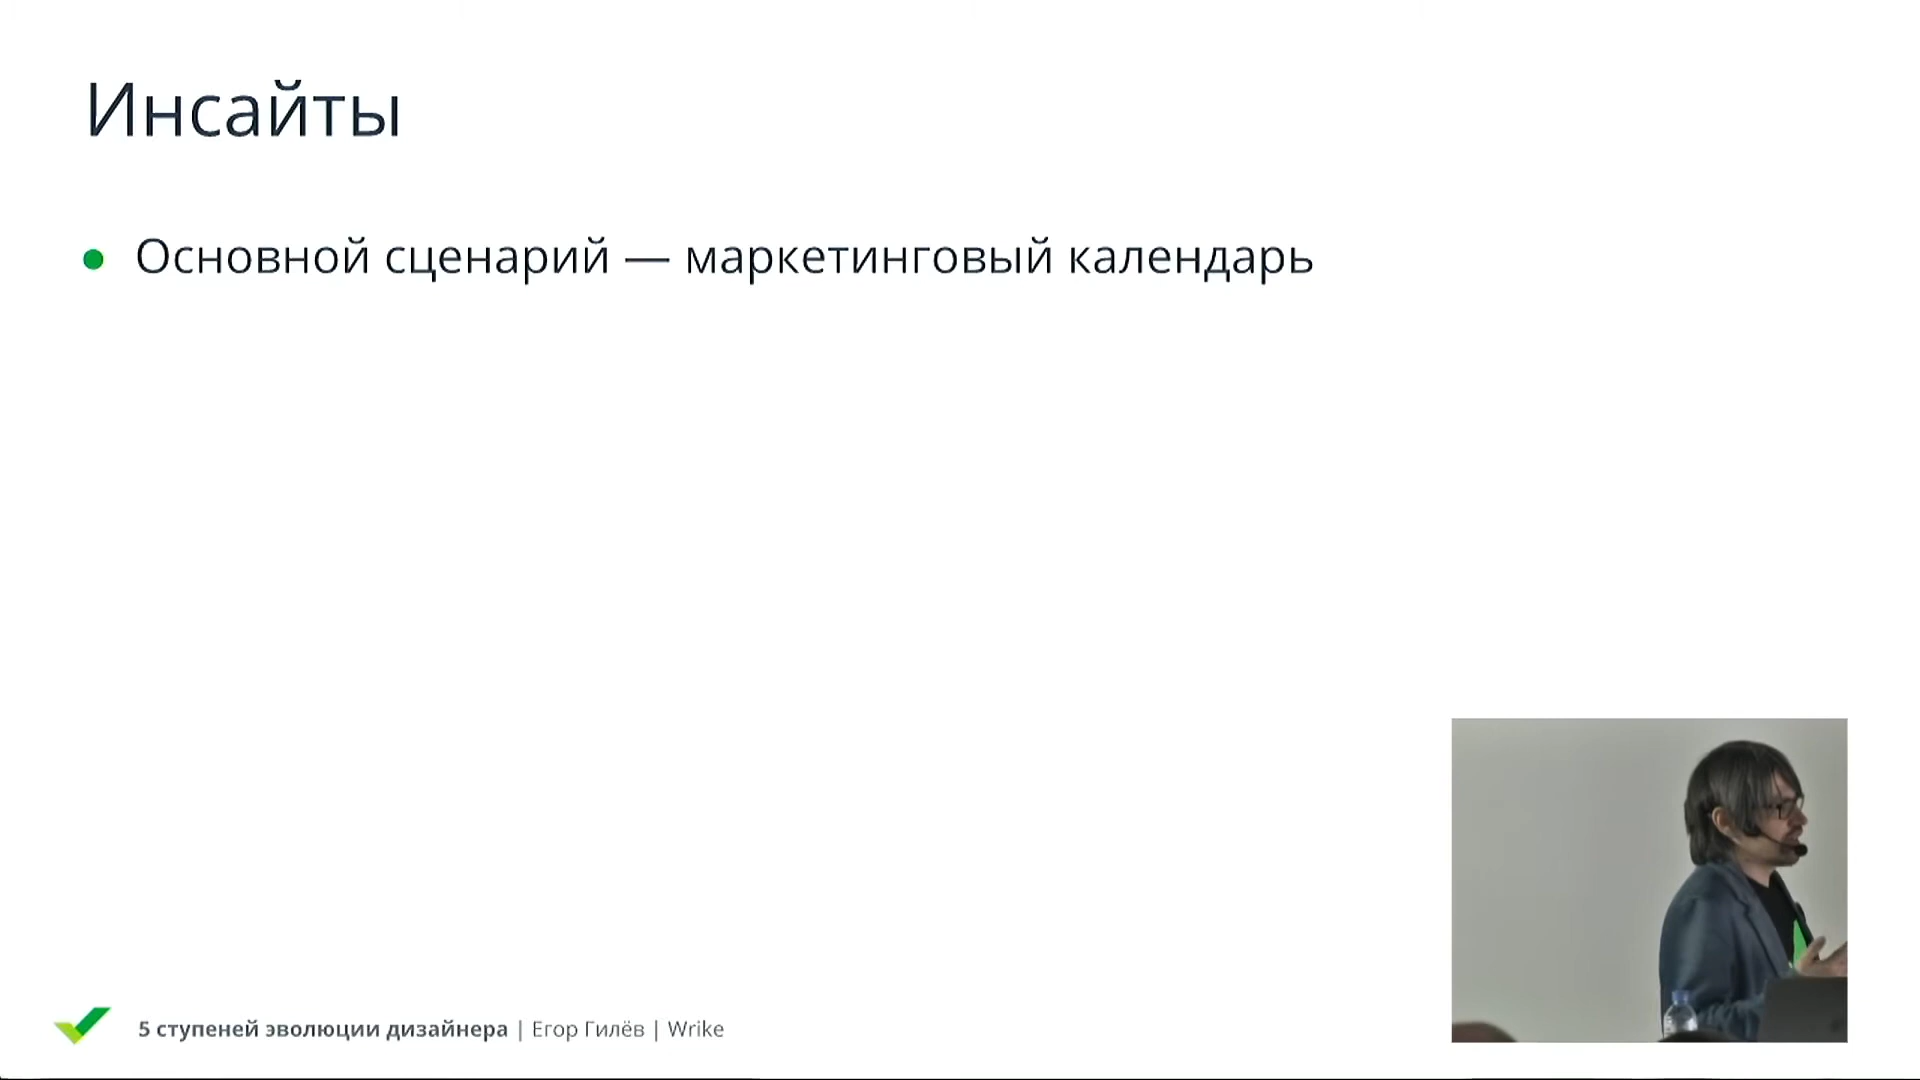 Инсайты
Основной сценарий — маркетинговый календарь
5 ступеней эволюции дизайнера | Егор Гилёв | Wrike